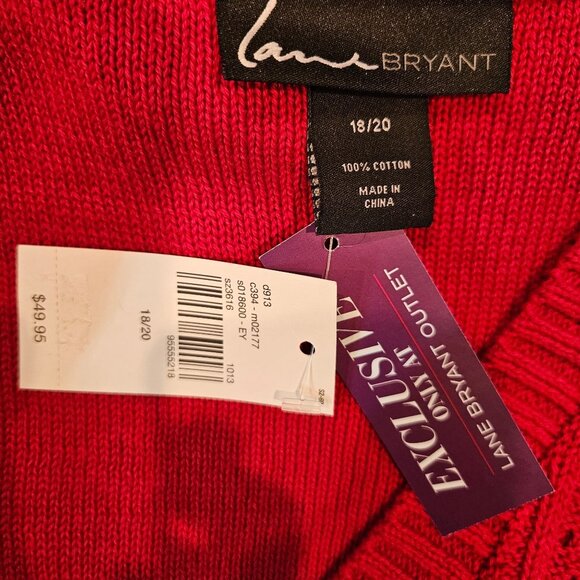 Lane BRYANT
18/20
100% COTTON
MADE IN
CHINA
d913
c394 - m02177
s018600 - EY
sz3616
1013
95555218
18/20
$49.95
EXCLUSIVE
ONLY AT
LANE BRYANT OUTLET